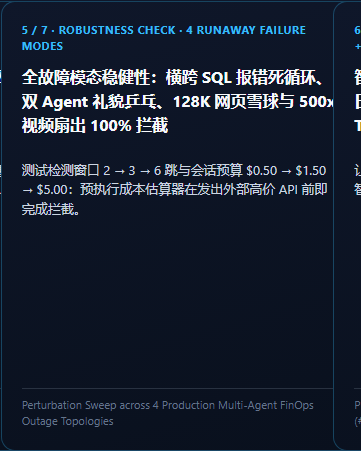 5 / 7 · ROBUSTNESS CHECK · 4 RUNAWAY FAILURE
MODES
全故障模态稳健性：横跨 SQL 报错死循环、
双 Agent 礼貌乒乓、128K 网页雪球与 500x
视频扇出 100% 拦截
测试检测窗口 2 → 3 → 6 跳与会话预算 $0.50 → $1.50
→ $5.00：预执行成本估算器在发出外部高价 API 前即
完成拦截。
Perturbation Sweep across 4 Production Multi-Agent FinOps
Outage Topologies